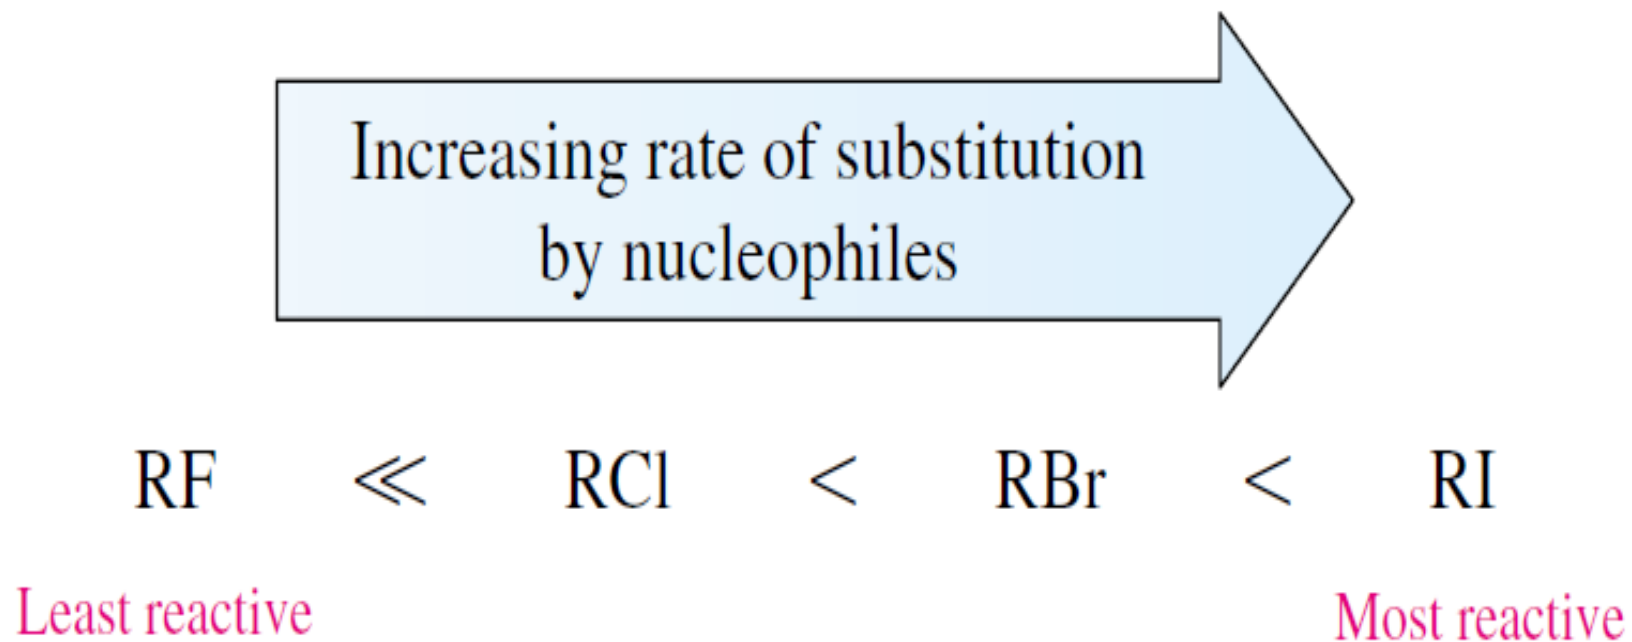 Increasing rate of substitution
by nucleophiles
RF ≪ RCl < RBr < RI
Least reactive Most reactive